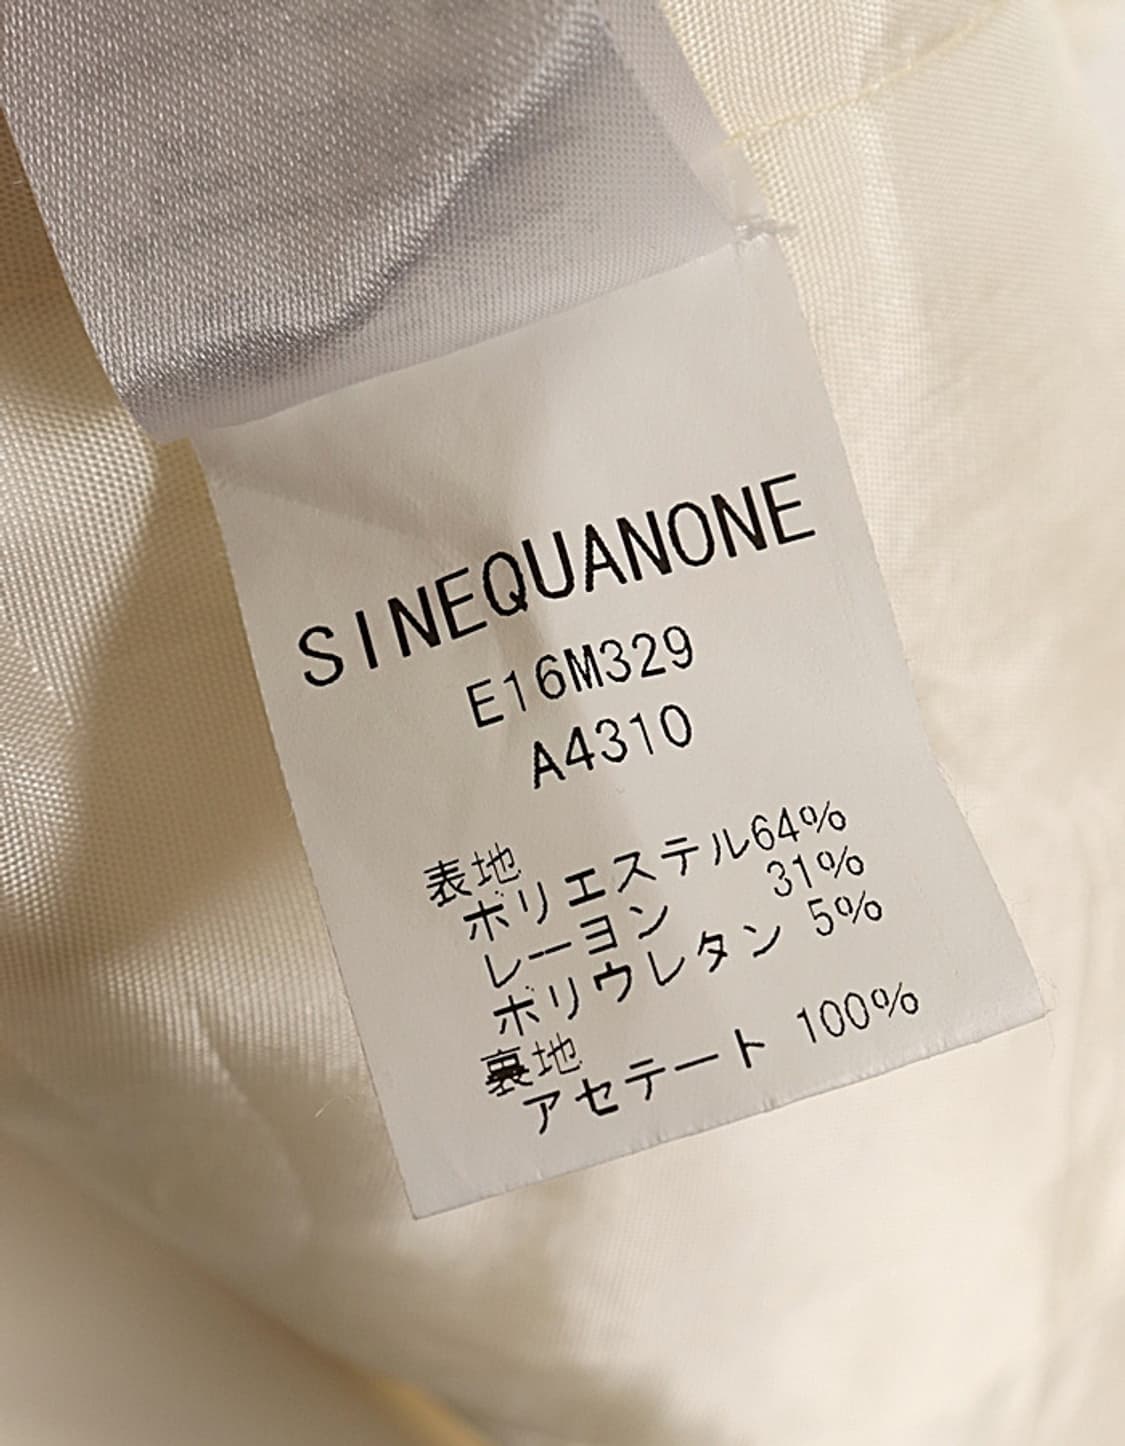 SINEQUANONE
E16M329
A4310
表地
ポリエステル64%
レーヨン 31%
ポリウレタン 5%
裏地
アセテート 100%